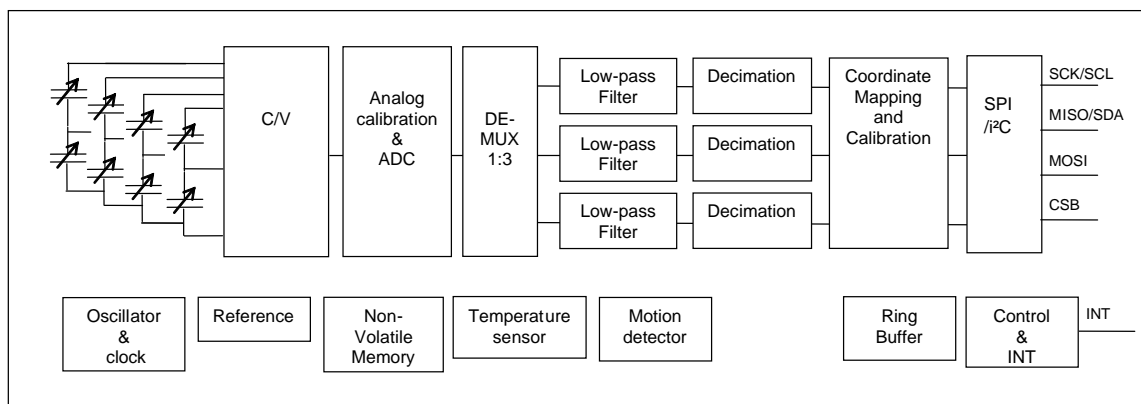 C/V
Analog
calibration
&
ADC
DE-
MUX
1:3
Low-pass
Filter
Decimation
Low-pass
Filter
Decimation
Low-pass
Filter
Decimation
Coordinate
Mapping
and
Calibration
SPI
/i²C
SCK/SCL
MISO/SDA
MOSI
CSB
Oscillator
&
clock
Reference
Non-
Volatile
Memory
Temperature
sensor
Motion
detector
Ring
Buffer
Control
&
INT
INT